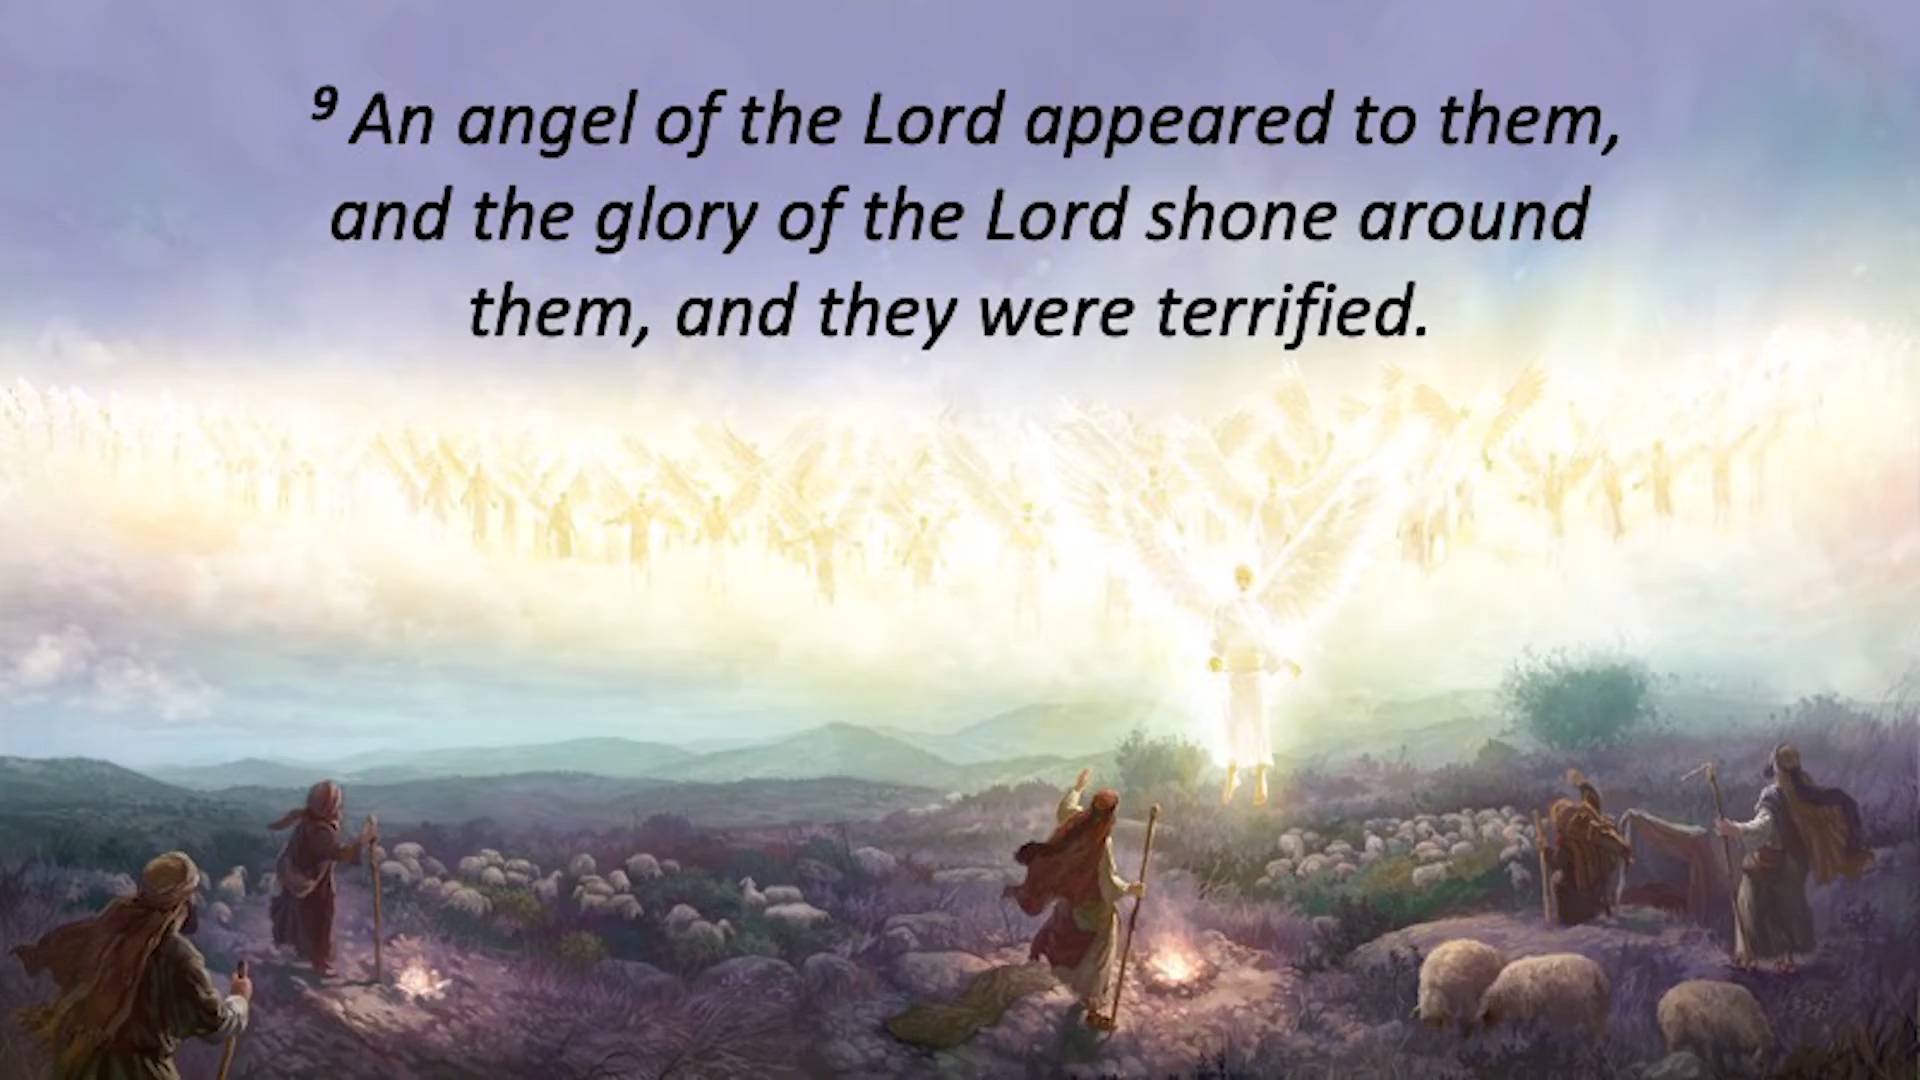 ⁹ An angel of the Lord appeared to them,
and the glory of the Lord shone around
them, and they were terrified.